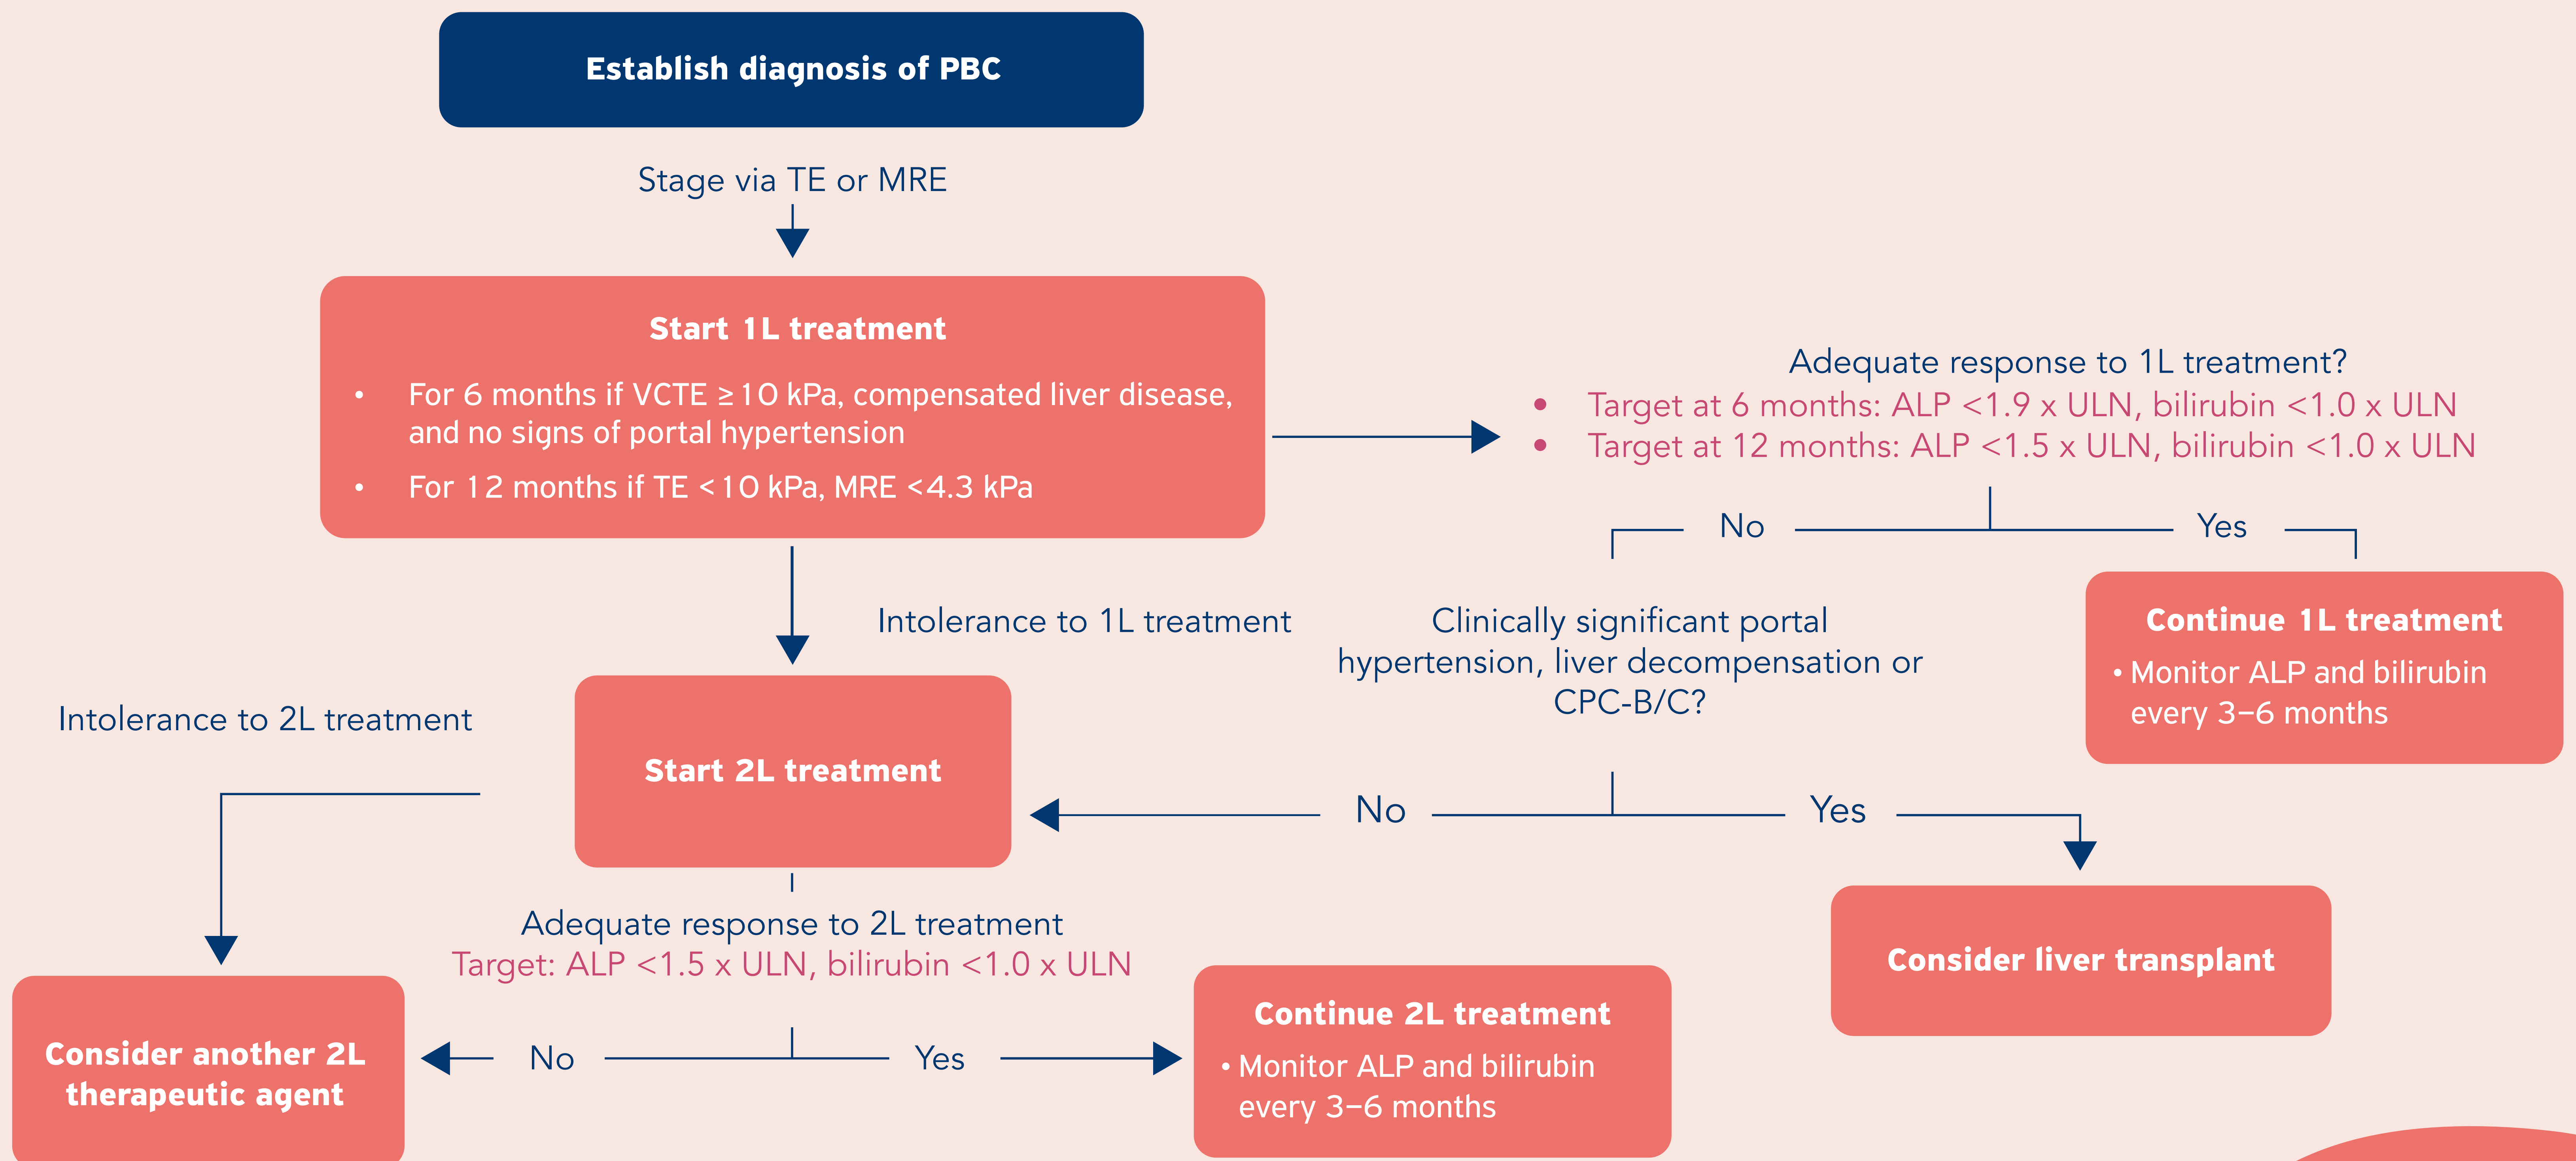 Establish diagnosis of PBC
Stage via TE or MRE
Start 1L treatment
• For 6 months if VCTE ≥10 kPa, compensated liver disease,
and no signs of portal hypertension
• For 12 months if TE <10 kPa, MRE <4.3 kPa
Adequate response to 1L treatment?
• Target at 6 months: ALP <1.9 x ULN, bilirubin <1.0 x ULN
• Target at 12 months: ALP <1.5 x ULN, bilirubin <1.0 x ULN
No
Yes
Continue 1L treatment
• Monitor ALP and bilirubin
every 3–6 months
Intolerance to 1L treatment
Clinically significant portal
hypertension, liver decompensation or
CPC-B/C?
No
Yes
Consider liver transplant
Start 2L treatment
Intolerance to 2L treatment
Adequate response to 2L treatment
Target: ALP <1.5 x ULN, bilirubin <1.0 x ULN
No
Yes
Consider another 2L
therapeutic agent
Continue 2L treatment
• Monitor ALP and bilirubin
every 3–6 months